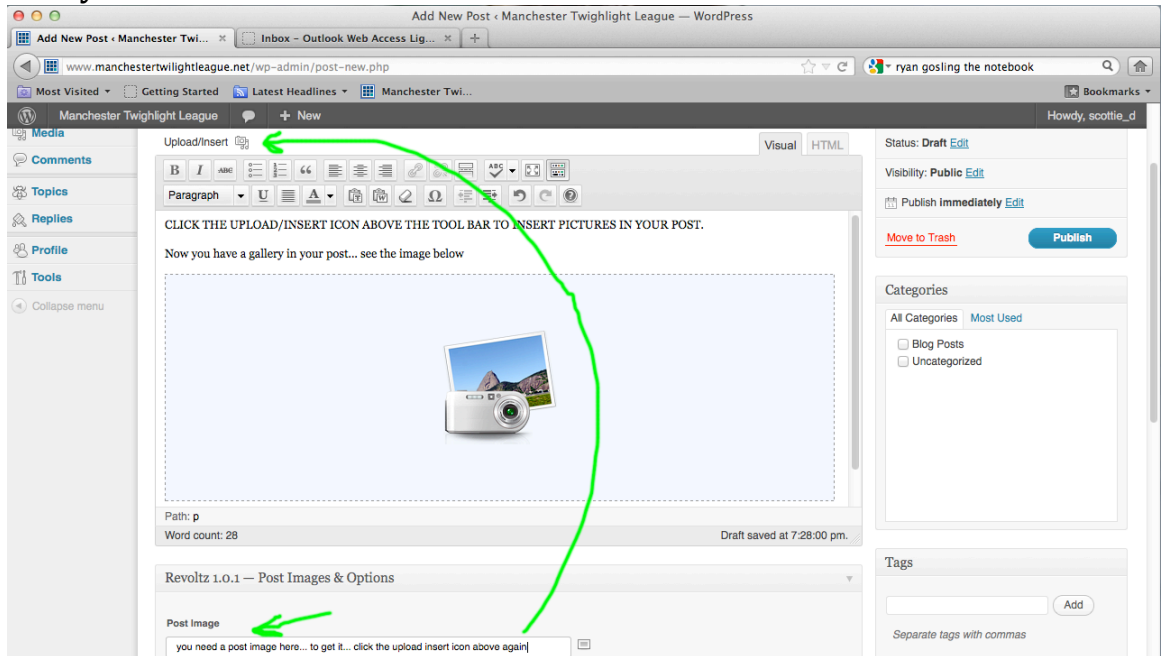 Add New Post ‹ Manchester Twighlight League — WordPress
Add New Post ‹ Manchester Twi... × Inbox – Outlook Web Access Lig... × +
www.manchestertwilightleague.net/wp-admin/post-new.php ryan gosling the notebook
Most Visited Getting Started Latest Headlines Manchester Twi... Bookmarks
Manchester Twighlight League + New Howdy, scottie_d
Media
Comments
Topics
Replies
Profile
Tools
Collapse menu
Upload/Insert
Visual HTML
B I ABC ABC
Paragraph U A Ω
CLICK THE UPLOAD/INSERT ICON ABOVE THE TOOL BAR TO INSERT PICTURES IN YOUR POST.
Now you have a gallery in your post... see the image below
Path: p
Word count: 28 Draft saved at 7:28:00 pm.
Revoltz 1.0.1 — Post Images & Options
Post Image
you need a post image here... to get it... click the upload insert icon above again
Status: Draft Edit
Visibility: Public Edit
Publish immediately Edit
Move to Trash Publish
Categories
All Categories Most Used
Blog Posts
Uncategorized
Tags
Add
Separate tags with commas